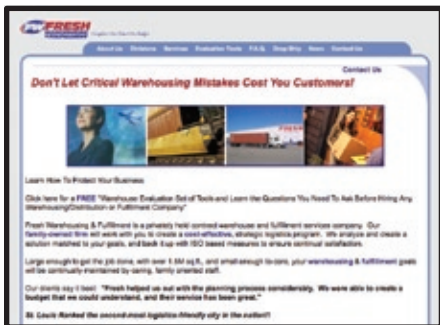 FW FRESH
About Us Divisions Services Evaluation Tools F.A.Q. Drop Ship News Contact Us
Contact Us
Don't Let Critical Warehousing Mistakes Cost You Customers!
FRESH
Learn How To Protect Your Business:
Click here for a FREE "Warehouse Evaluation Set of Tools and Learn the Questions You Need To Ask Before Hiring Any
Warehousing/Distribution or Fulfillment Company"
Fresh Warehousing & Fulfillment is a privately held contract warehouse and fulfillment services company. Our
family-owned firm will work with you to create a cost-effective, strategic logistics program. We analyze and create a
solution matched to your goals, and back it up with ISO based measures to ensure continual satisfaction.
Large enough to get the job done, with over 1.5M sq.ft., and small enough to care, your warehousing & fulfillment goals
will be continually maintained by caring, family oriented staff.
Our clients say it best: "Fresh helped us out with the planning process considerably. We were able to create a
budget that we could understand, and their service has been great."
St. Louis Ranked the second most logistics-friendly city in the nation!!